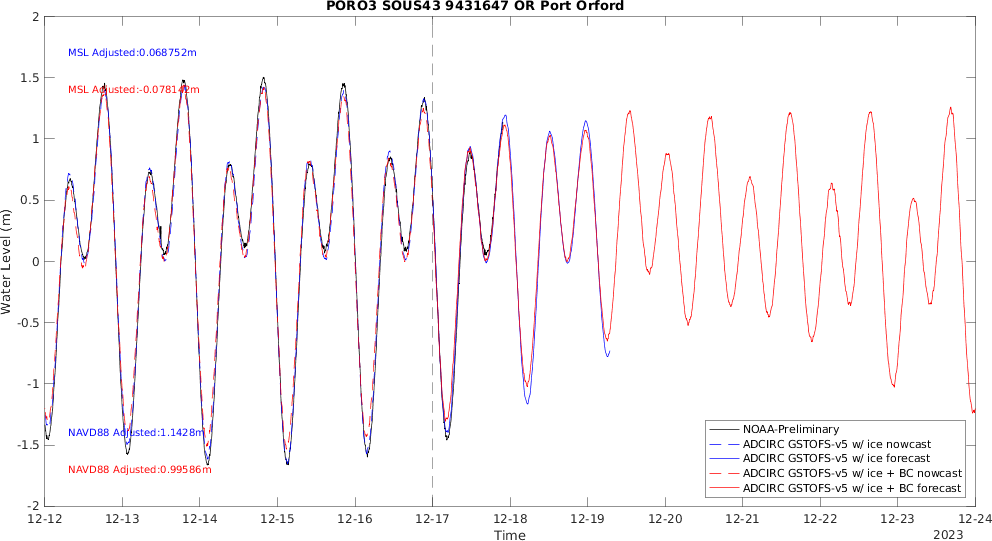 PORO3 SOUS43 9431647 OR Port Orford
2
1.5
1
0.5
0
-0.5
-1
-1.5
-2
Water Level (m)
MSL Adjusted:0.068752m
MSL Adjusted:-0.078142m
NAVD88 Adjusted:1.1428m
NAVD88 Adjusted:0.99586m
NOAA-Preliminary
ADCIRC GSTOFS-v5 w/ ice nowcast
ADCIRC GSTOFS-v5 w/ ice forecast
ADCIRC GSTOFS-v5 w/ ice + BC nowcast
ADCIRC GSTOFS-v5 w/ ice + BC forecast
12-12 12-13 12-14 12-15 12-16 12-17 12-18 12-19 12-20 12-21 12-22 12-23 12-24
Time
2023